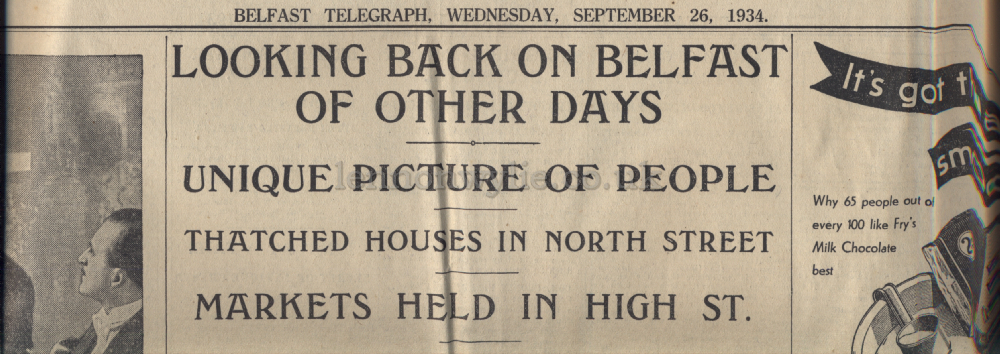 BELFAST TELEGRAPH, WEDNESDAY, SEPTEMBER 26, 1934.
LOOKING BACK ON BELFAST
OF OTHER DAYS
UNIQUE PICTURE OF PEOPLE
THATCHED HOUSES IN NORTH STREET
MARKETS HELD IN HIGH ST.
It's got
Why 65 people out of
every 100 like Fry's
Milk Chocolate
best
?